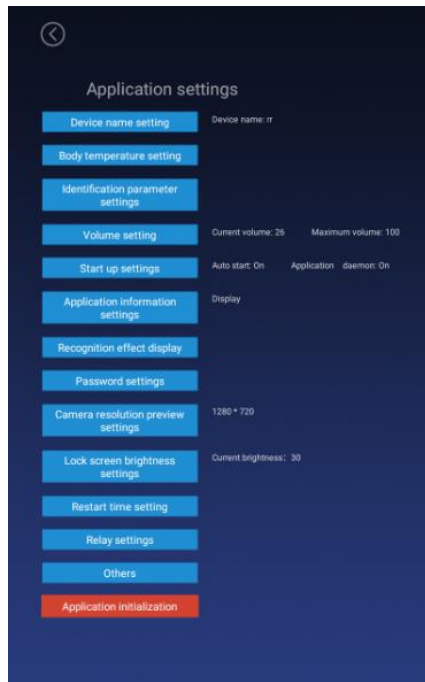 Application settings
Device name setting Device name: rr
Body temperature setting
Identification parameter
settings
Volume setting Current volume: 26 Maximum volume: 100
Start up settings Auto start: On Application daemon: On
Application information Display
settings
Recognition effect display
Password settings
Camera resolution preview 1280 * 720
settings
Lock screen brightness Current brightness: 30
settings
Restart time setting
Relay settings
Others
Application initialization